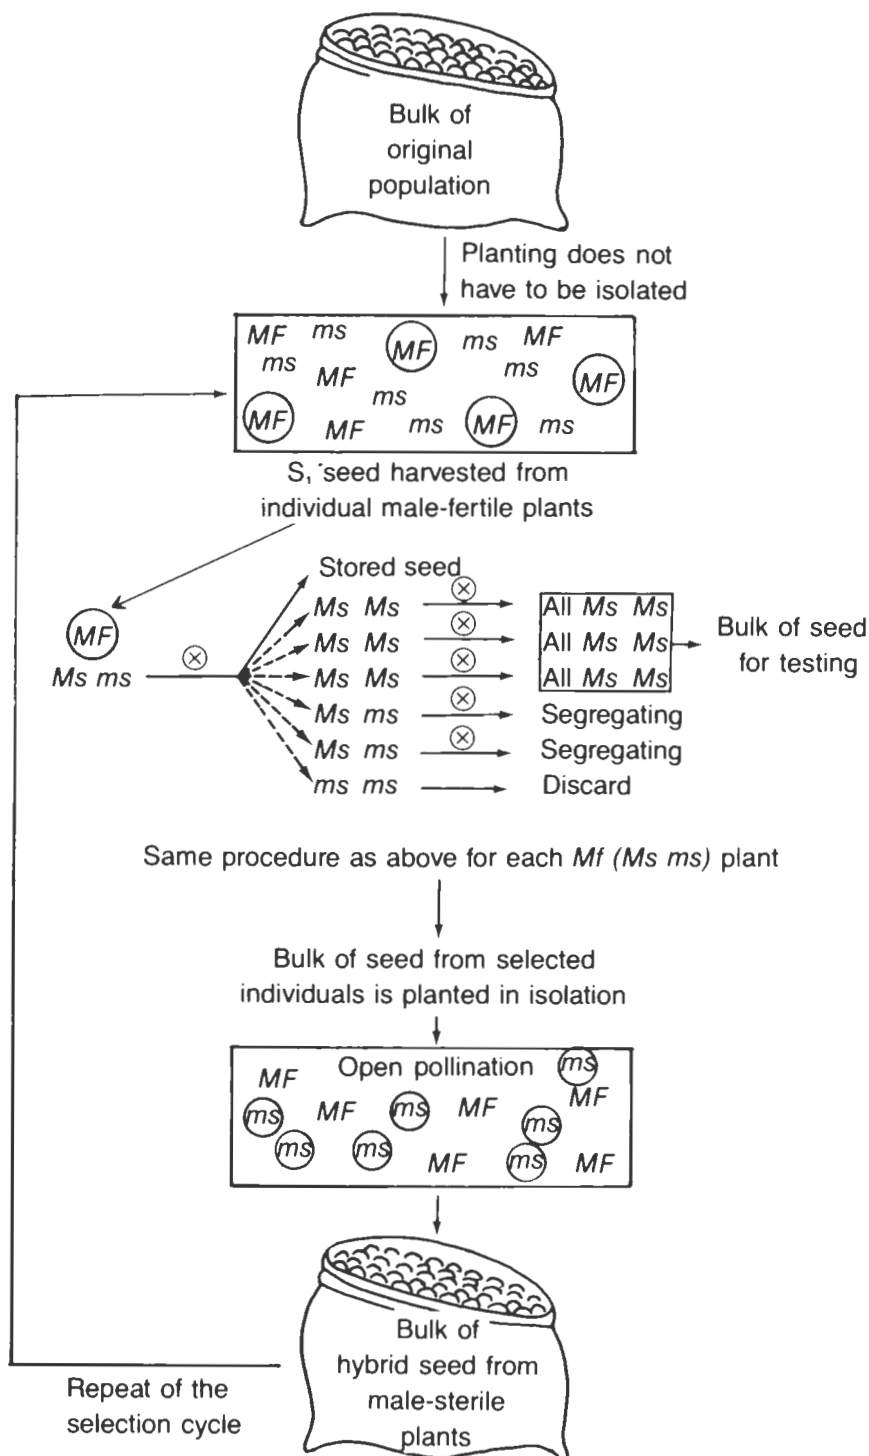 Bulk of
original
population
Planting does not
have to be isolated
MF ms MF ms MF
ms MF ms MF
MF MF ms ms MF ms
S, seed harvested from
individual male-fertile plants
Stored seed
MF
Ms ms
Ms Ms All Ms Ms
Ms Ms All Ms Ms
Ms Ms All Ms Ms
Bulk of seed
for testing
Ms ms Segregating
Ms ms Segregating
ms ms Discard
Same procedure as above for each Mf (Ms ms) plant
Bulk of seed from selected
individuals is planted in isolation
Open pollination ms
MF MF
ms MF ms MF ms
ms ms MF ms MF
Bulk of
hybrid seed from
male-sterile
plants
Repeat of the
selection cycle